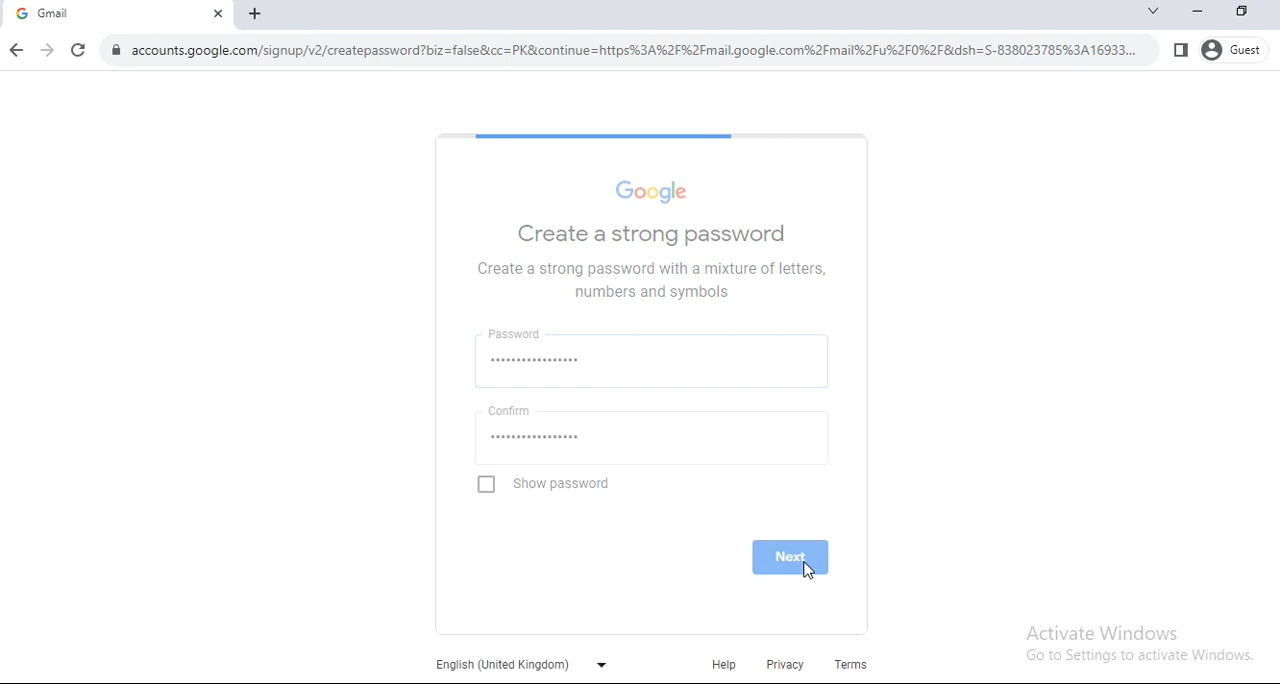 Gmail
accounts.google.com/signup/v2/createpassword?biz=false&cc=PK&continue=https%3A%2F%2Fmail.google.com%2Fmail%2Fu%2F0%2F&dsh=S-838023785%3A16933...
Guest
Google
Create a strong password
Create a strong password with a mixture of letters,
numbers and symbols
Password
Confirm
Show password
Next
Activate Windows
Go to Settings to activate Windows.
English (United Kingdom)
Help
Privacy
Terms